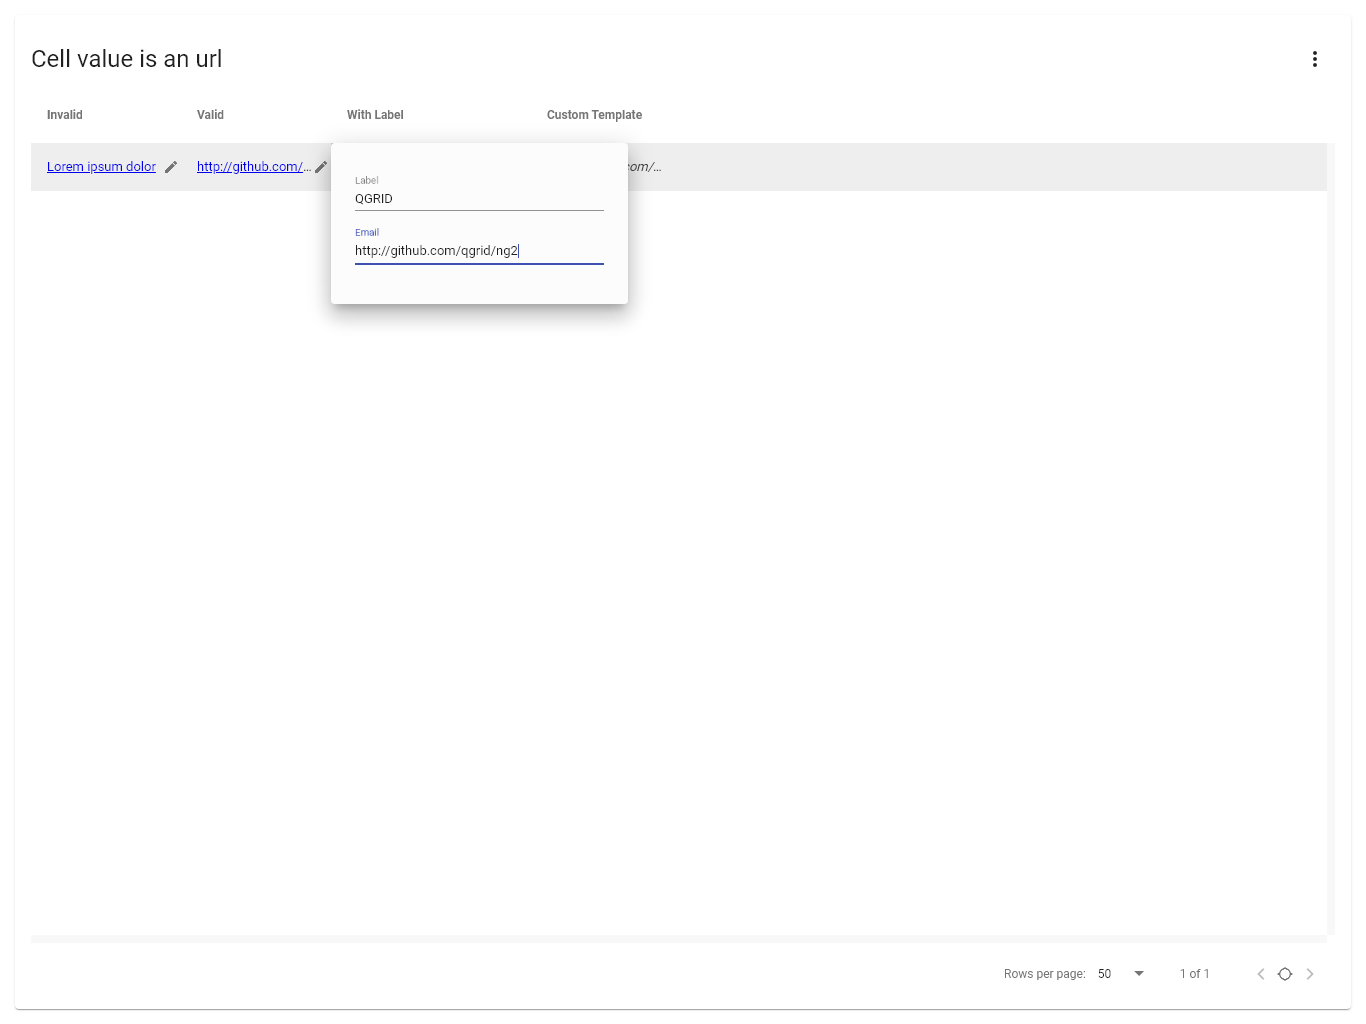 Cell value is an url
Invalid Valid With Label Custom Template
Lorem ipsum dolor http://github.com/... com/...
Label
QGRID
Email
http://github.com/qgrid/ng2
Rows per page: 50 1 of 1